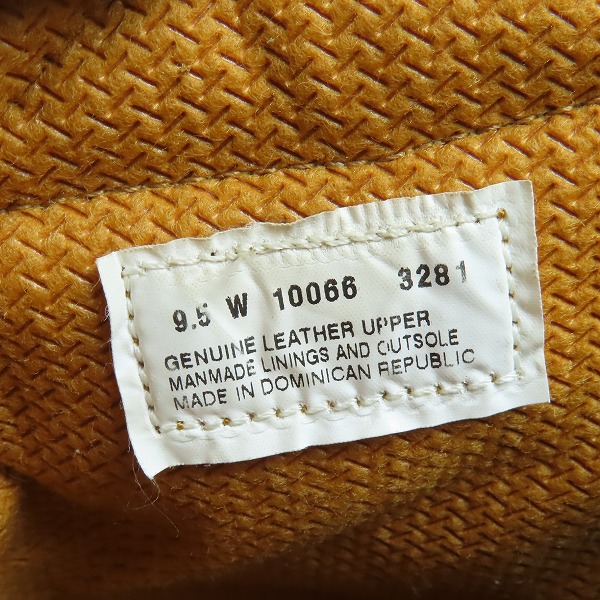 9.5 W 10066 3281
GENUINE LEATHER UPPER
MANMADE LININGS AND OUTSOLE
MADE IN DOMINICAN REPUBLIC